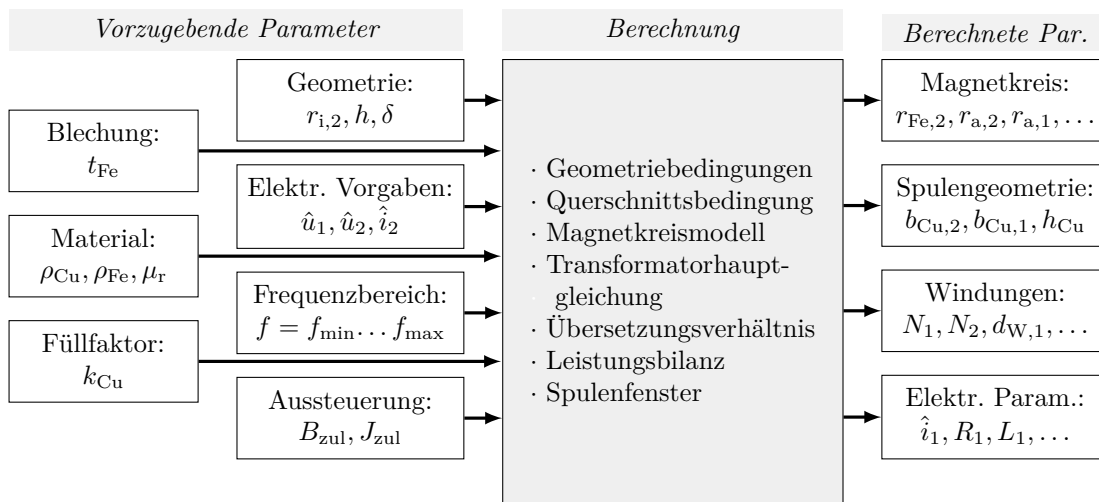 Vorzugebende Parameter
Berechnung
Berechnete Par.
Geometrie:
r_{i,2}, h, δ
Blechung:
t_{Fe}
Elektr. Vorgaben:
û_1, û_2, î_2
Material:
ρ_{Cu}, ρ_{Fe}, μ_r
Frequenzbereich:
f = f_{min} … f_{max}
Füllfaktor:
k_{Cu}
Aussteuerung:
B_{zul}, J_{zul}
· Geometriebedingungen
· Querschnittsbedingung
· Magnetkreismodell
· Transformatorhaupt-
gleichung
· Übersetzungsverhältnis
· Leistungsbilanz
· Spulenfenster
Magnetkreis:
r_{Fe,2}, r_{a,2}, r_{a,1}, …
Spulengeometrie:
b_{Cu,2}, b_{Cu,1}, h_{Cu}
Windungen:
N_1, N_2, d_{W,1}, …
Elektr. Param.:
î_1, R_1, L_1, …